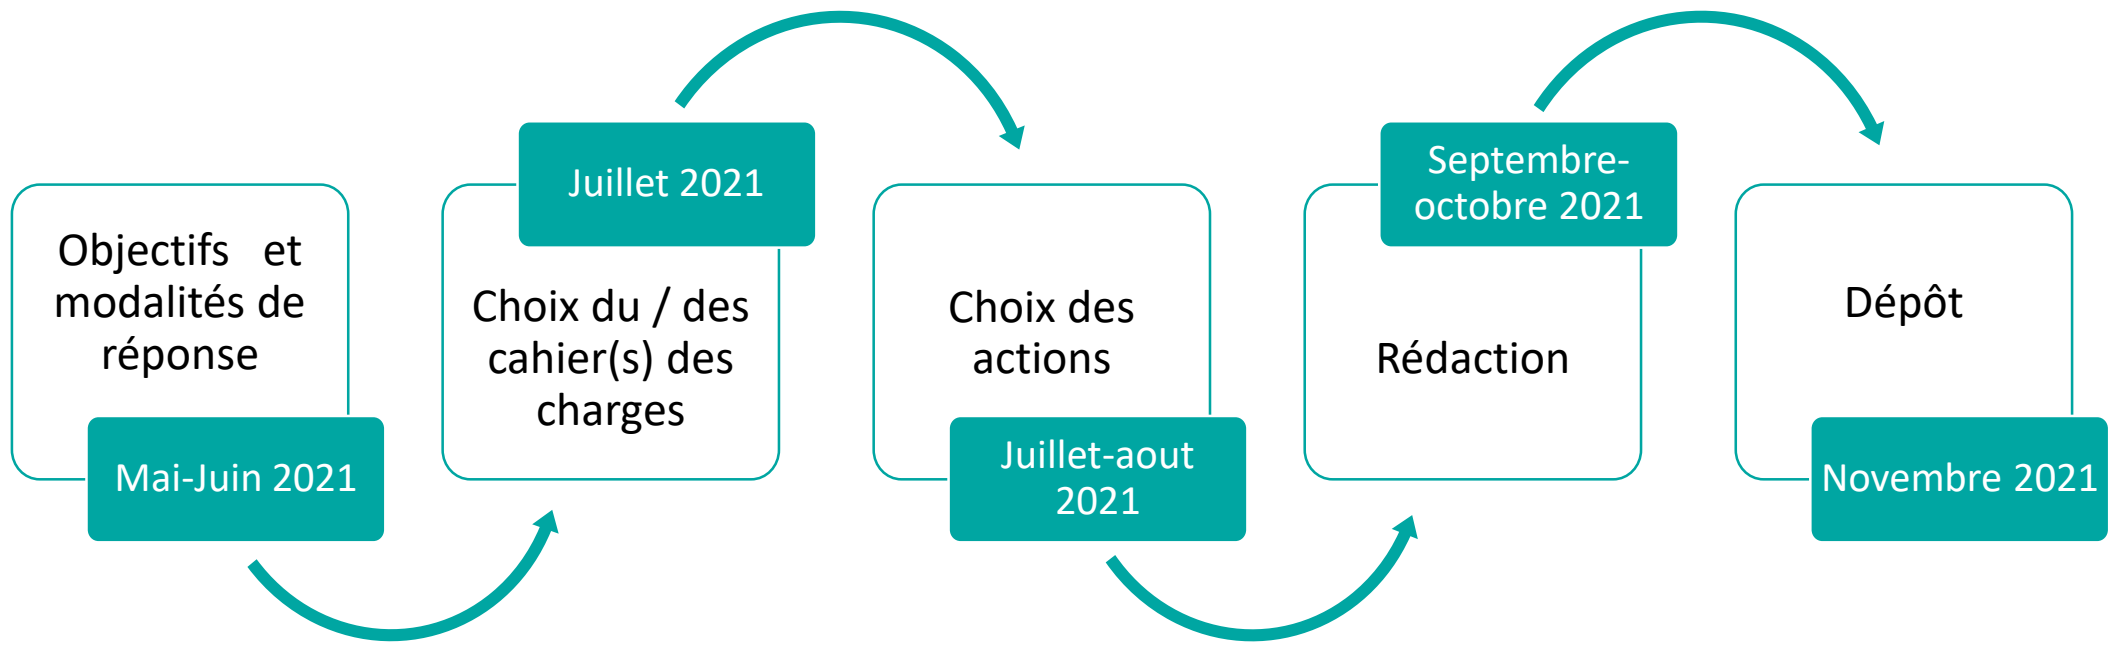 Objectifs et
modalités de
réponse
Mai-Juin 2021
Juillet 2021
Choix du / des
cahier(s) des
charges
Choix des
actions
Juillet-aout
2021
Septembre-
octobre 2021
Rédaction
Dépôt
Novembre 2021